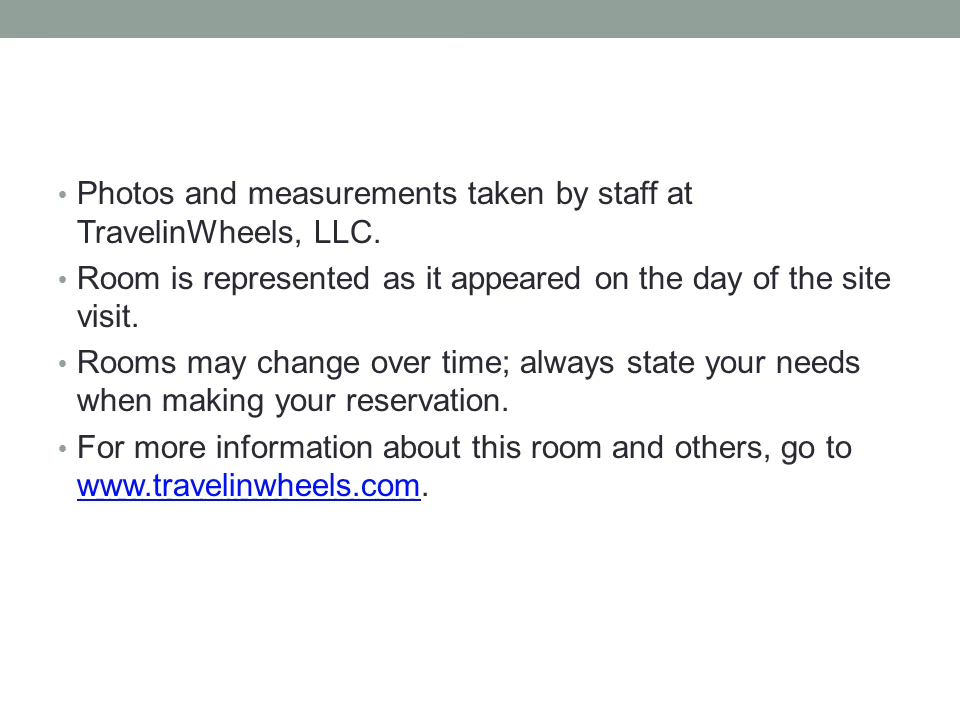 • Photos and measurements taken by staff at
TravelinWheels, LLC.
• Room is represented as it appeared on the day of the site
visit.
• Rooms may change over time; always state your needs
when making your reservation.
• For more information about this room and others, go to
www.travelinwheels.com.